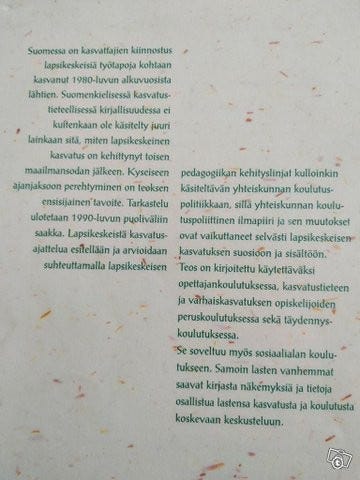 Suomessa on kasvattajien kiinnostus
lapsikeskeisiä työtapoja kohtaan
kasvanut 1980-luvun alkuvuosista
lähtien. Suomenkielisessä kasvatus-
tieteellisessä kirjallisuudessa ei
kuitenkaan ole käsitelty juuri
lainkaan sitä, miten lapsikeskeinen
kasvatus on kehittynyt toisen
maailmansodan jälkeen. Kyseiseen
ajanjaksoon perehtyminen on teoksen
ensisijainen tavoite. Tarkastelu
ulotetaan 1990-luvun puoliväliin
saakka. Lapsikeskeistä kasvatus-
ajattelua esitellään ja arvioidaan
suhteuttamalla lapsikeskeisen
pedagogiikan kehityslinjat kulloinkin
käsiteltävän yhteiskunnan koulutus-
politiikkaan, sillä yhteiskunnan koulu-
tuspoliittinen ilmapiiri ja sen muutokset
ovat vaikuttaneet selvästi lapsikeskeisen
kasvatuksen suosioon ja sisältöön.
Teos on kirjoitettu käytettäväksi
opettajankoulutuksessa, kasvatustieteen
ja varhaiskasvatuksen opiskelijoiden
peruskoulutuksessa sekä täydennys-
koulutuksessa.
Se soveltuu myös sosiaalialan koulu-
tukseen. Samoin lasten vanhemmat
saavat kirjasta näkemyksiä ja tietoja
osallistua lastensa kasvatusta ja koulutusta
koskevaan keskusteluun.